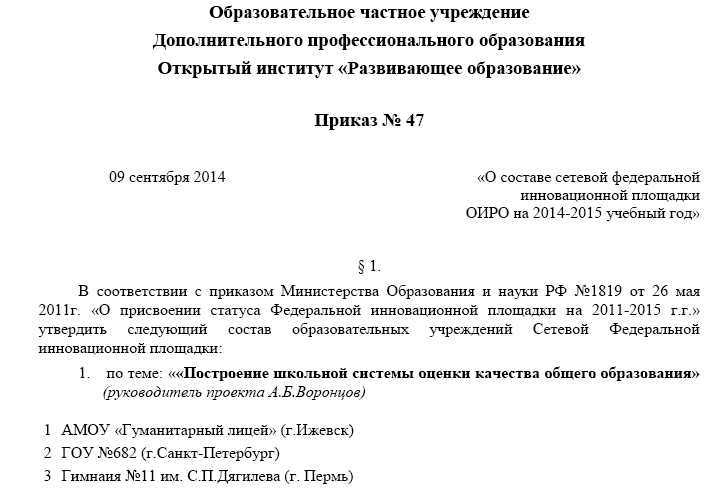 Образовательное частное учреждение
Дополнительного профессионального образования
Открытый институт «Развивающее образование»
Приказ № 47
09 сентября 2014
«О составе сетевой федеральной
инновационной площадки
ОИРО на 2014-2015 учебный год»
§ 1.
В соответствии с приказом Министерства Образования и науки РФ №1819 от 26 мая
2011г. «О присвоении статуса Федеральной инновационной площадки на 2011-2015 г.г.»
утвердить следующий состав образовательных учреждений Сетевой Федеральной
инновационной площадки:
1. по теме: ««Построение школьной системы оценки качества общего образования»
(руководитель проекта А.Б.Воронцов)
1 АМОУ «Гуманитарный лицей» (г.Ижевск)
2 ГОУ №682 (г.Санкт-Петербург)
3 Гимнаия №11 им. С.П.Дягилева (г. Пермь)